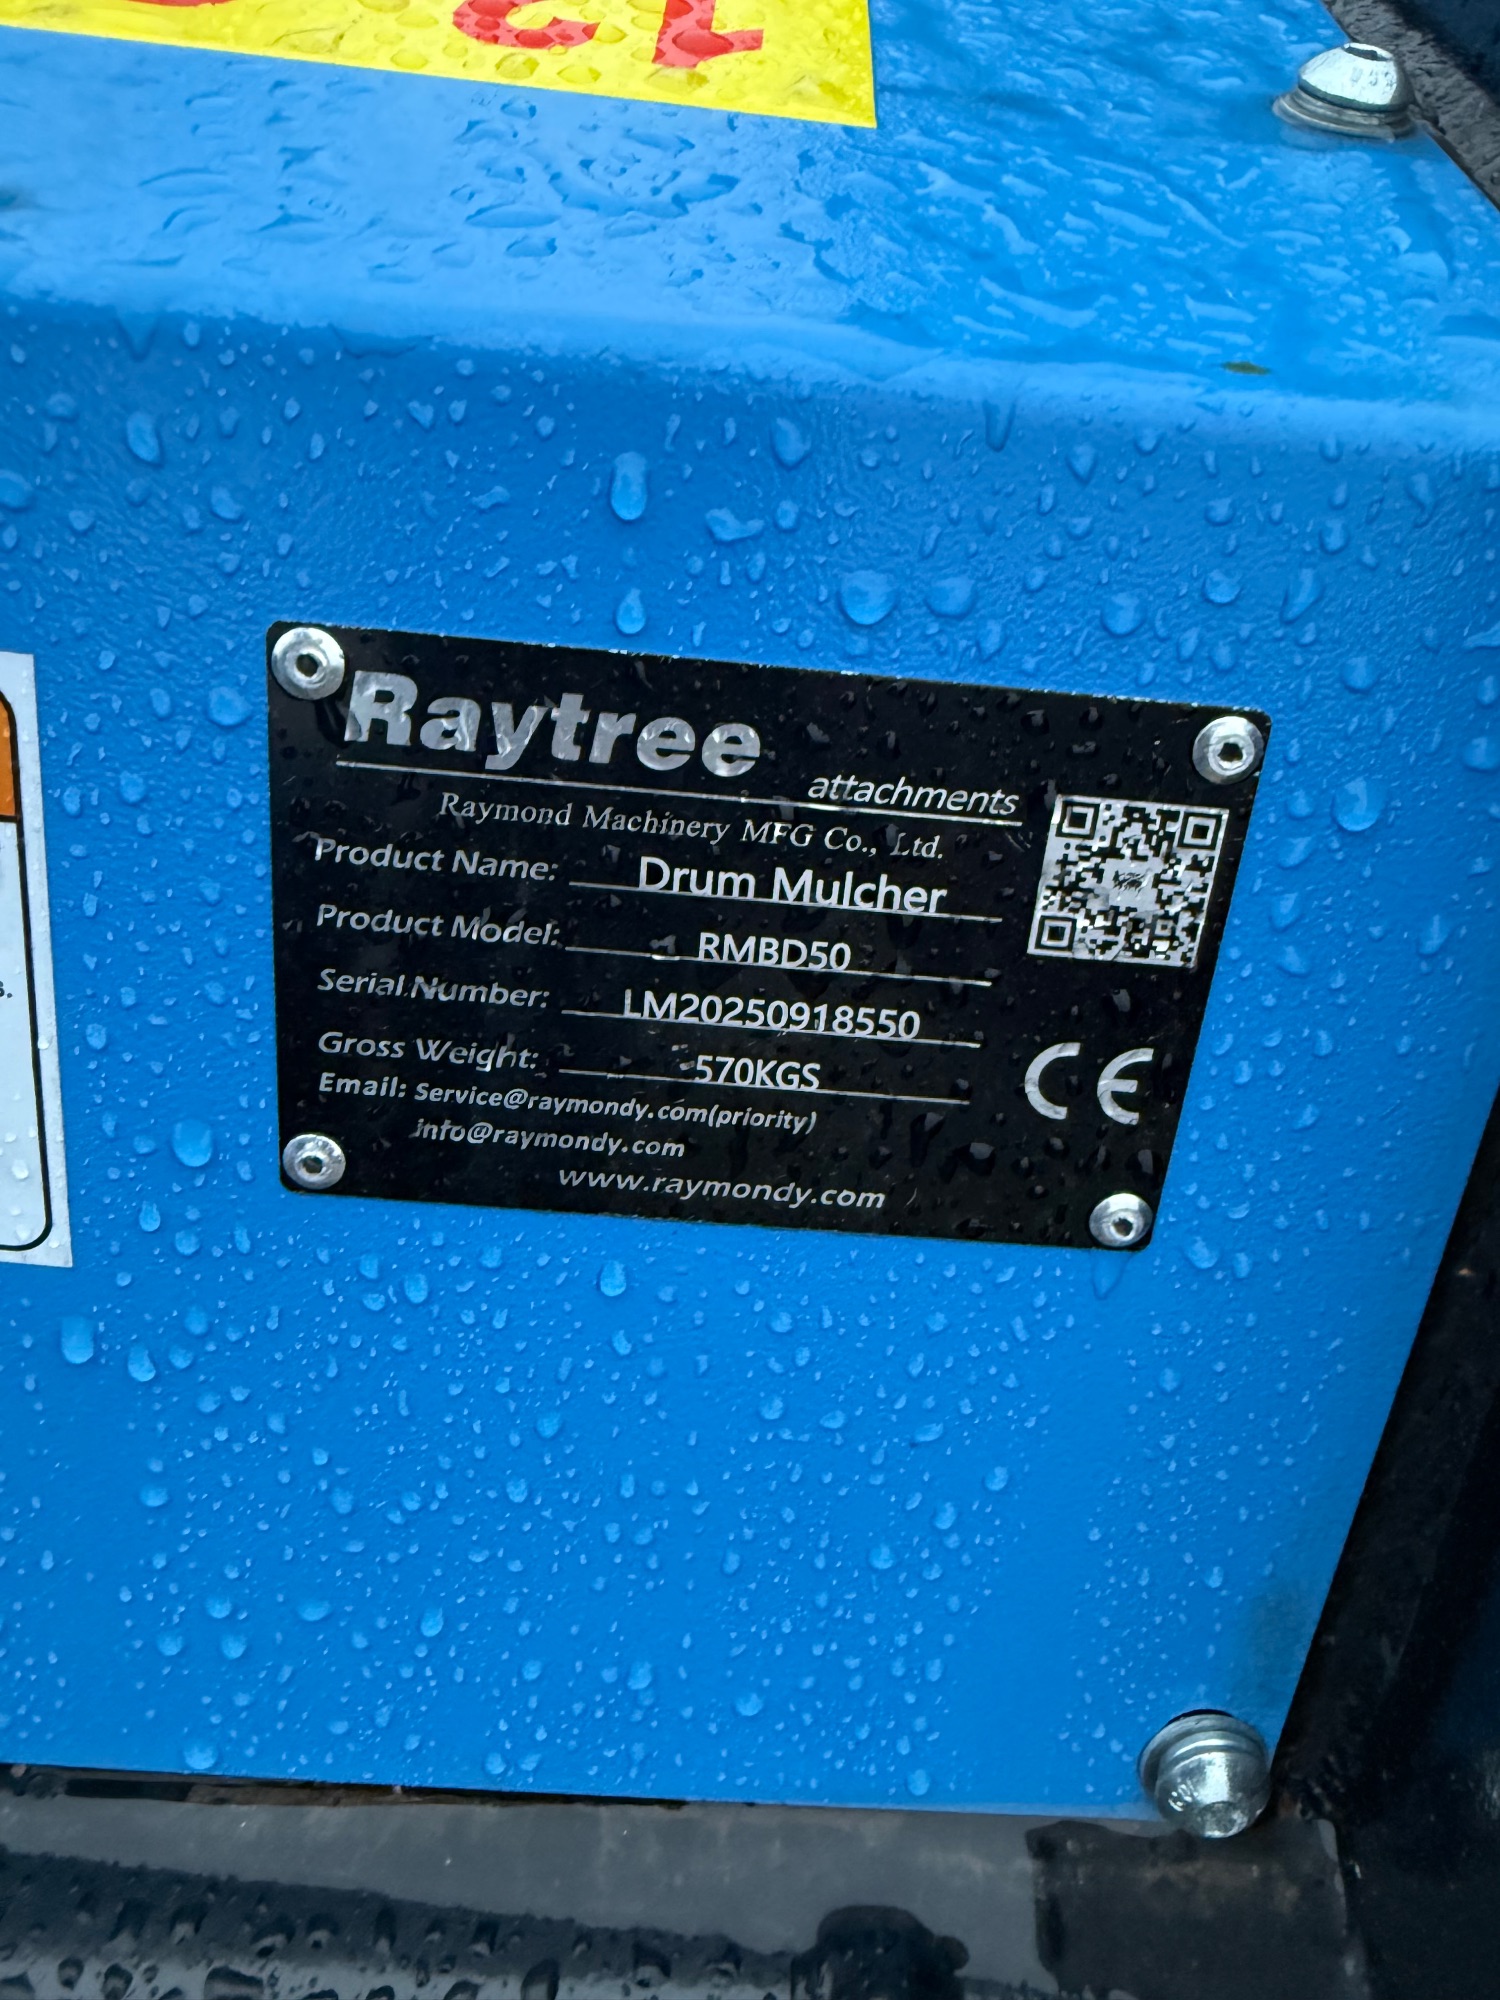 Raytree
attachments
Raymond Machinery MFG Co., Ltd.
Product Name: Drum Mulcher
Product Model: RMBD50
Serial Number: LM20250918550
Gross Weight: 570KGS
Email: Service@raymondy.com(priority)
info@raymondy.com
www.raymondy.com
CE